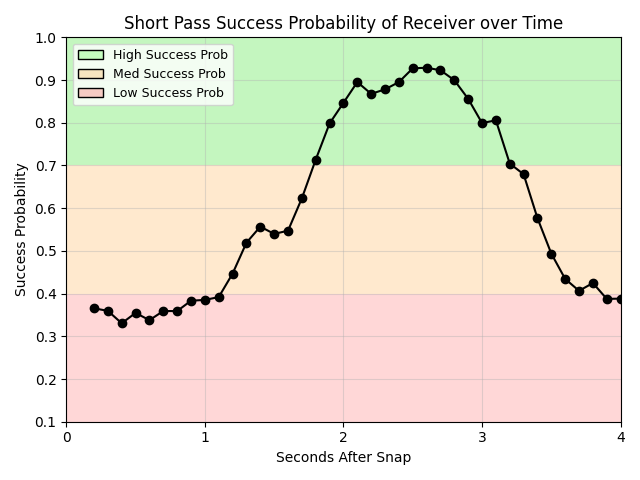 Short Pass Success Probability of Receiver over Time
High Success Prob
Med Success Prob
Low Success Prob
Success Probability
1.0
0.9
0.8
0.7
0.6
0.5
0.4
0.3
0.2
0.1
0 1 2 3 4
Seconds After Snap